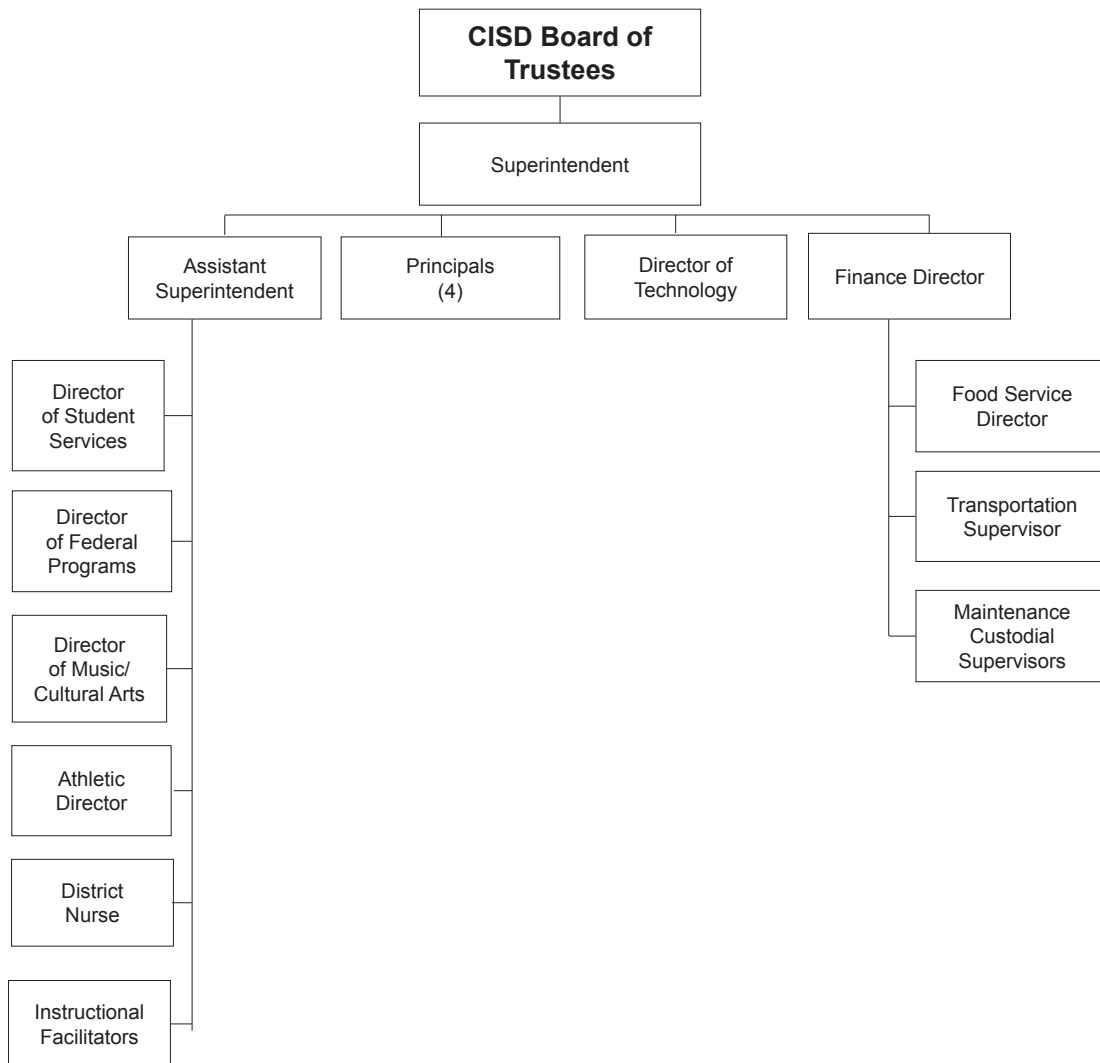 CISD Board of
Trustees
Superintendent
Assistant
Superintendent
Principals
(4)
Director of
Technology
Finance Director
Director
of Student
Services
Director
of Federal
Programs
Director
of Music/
Cultural Arts
Athletic
Director
District
Nurse
Instructional
Facilitators
Food Service
Director
Transportation
Supervisor
Maintenance
Custodial
Supervisors